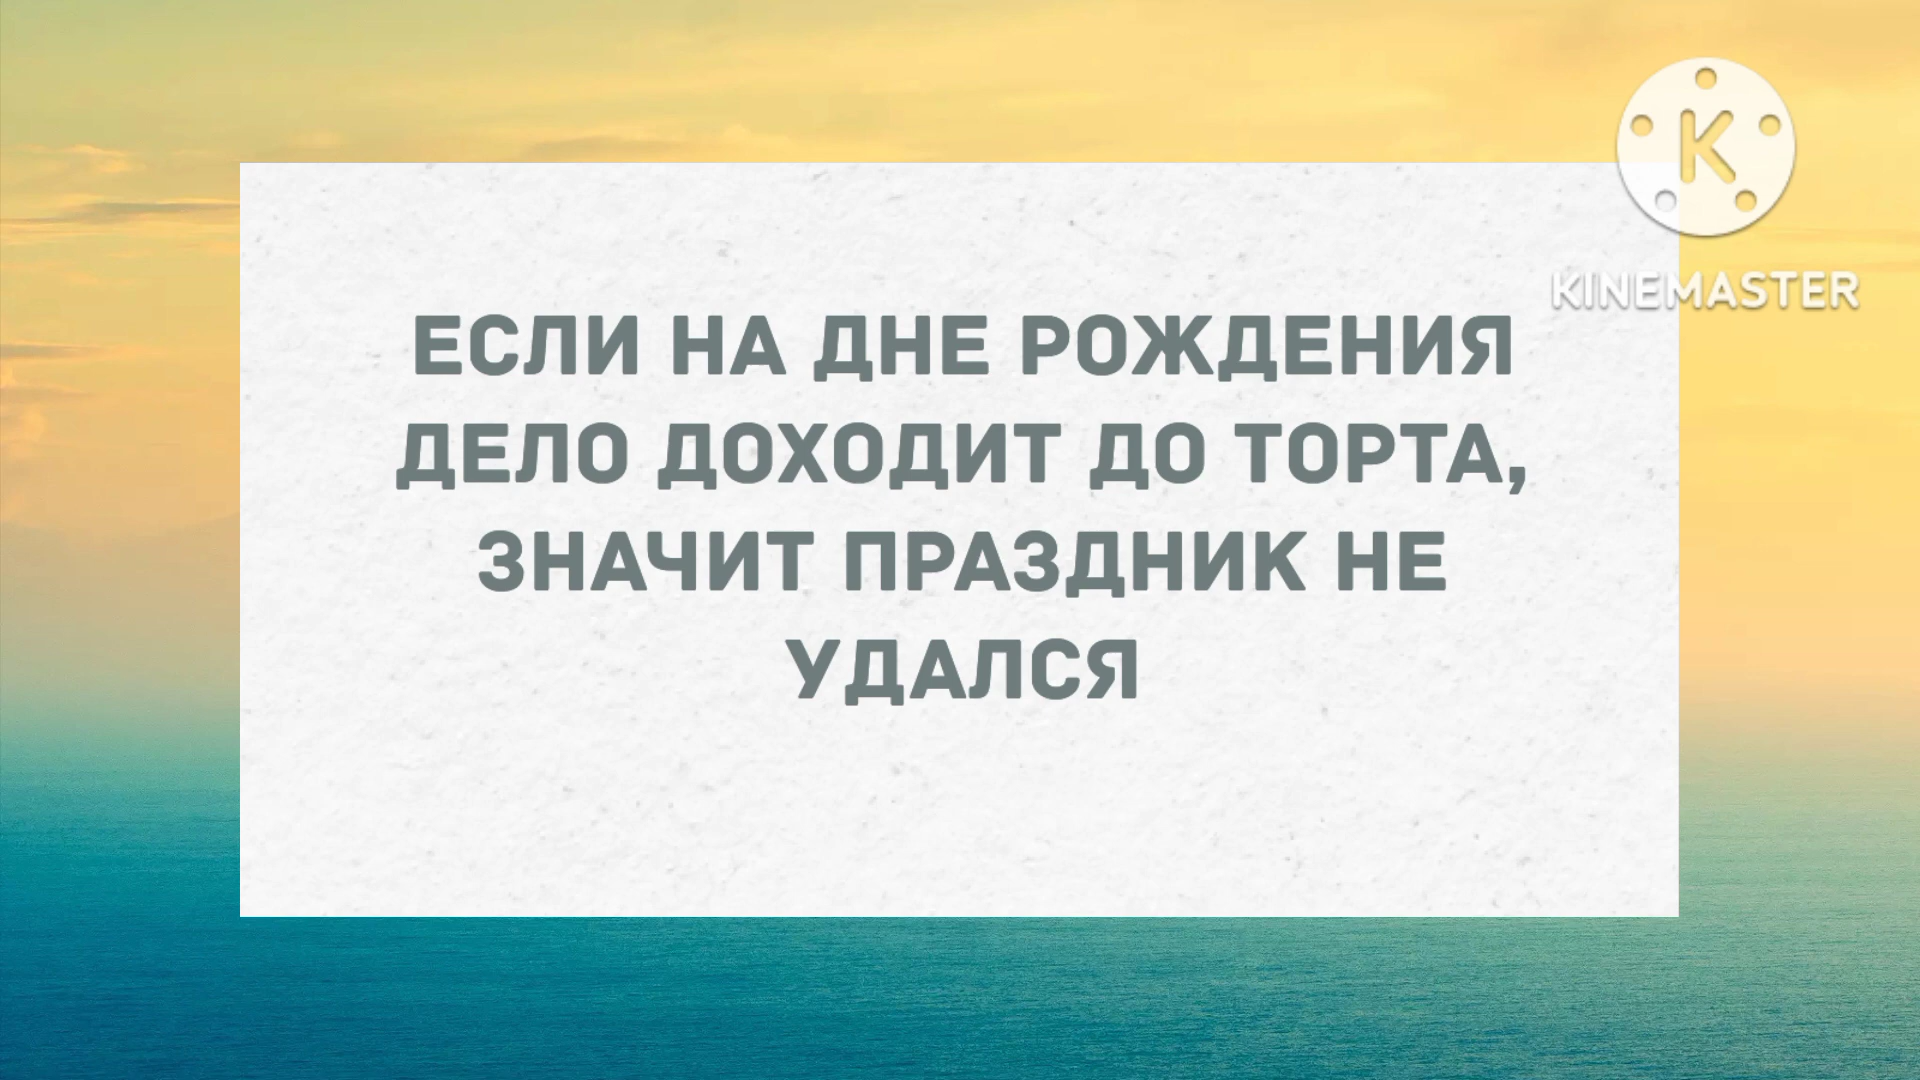 ЕСЛИ НА ДНЕ РОЖДЕНИЯ
ДЕЛО ДОХОДИТ ДО ТОРТА,
ЗНАЧИТ ПРАЗДНИК НЕ
УДАЛСЯ
K
KINEMASTER